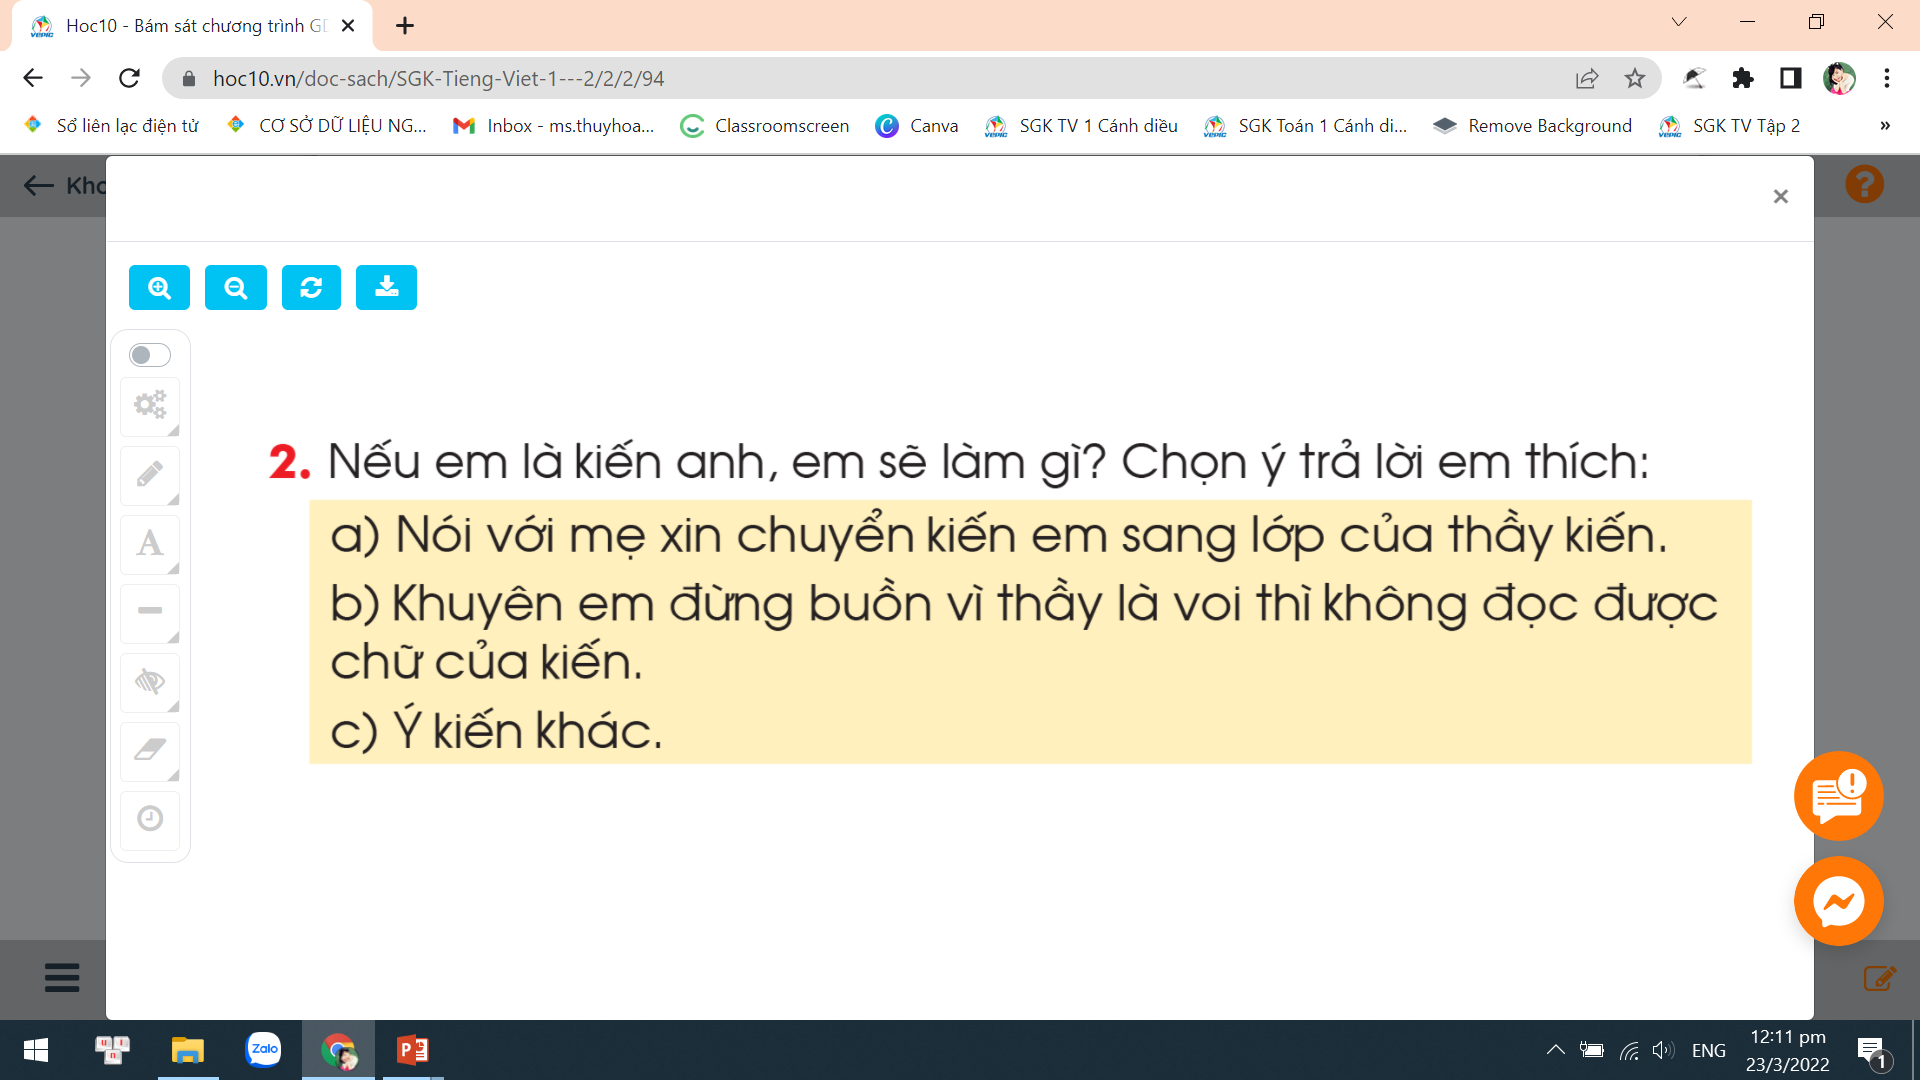 Hoc10 - Bám sát chương trình GD
hoc10.vn/doc-sach/SGK-Tieng-Viet-1---2/2/2/94
Sổ liên lạc điện tử
CƠ SỞ DỮ LIỆU NG...
Inbox - ms.thuyhoa...
Classroomscreen
Canva
SGK TV 1 Cánh diều
SGK Toán 1 Cánh di...
Remove Background
SGK TV Tập 2
»
Kho
?
×
2. Nếu em là kiến anh, em sẽ làm gì? Chọn ý trả lời em thích:
a) Nói với mẹ xin chuyển kiến em sang lớp của thầy kiến.
b) Khuyên em đừng buồn vì thầy là voi thì không đọc được
chữ của kiến.
c) Ý kiến khác.
A
Zalo
ENG
12:11 pm
23/3/2022
1